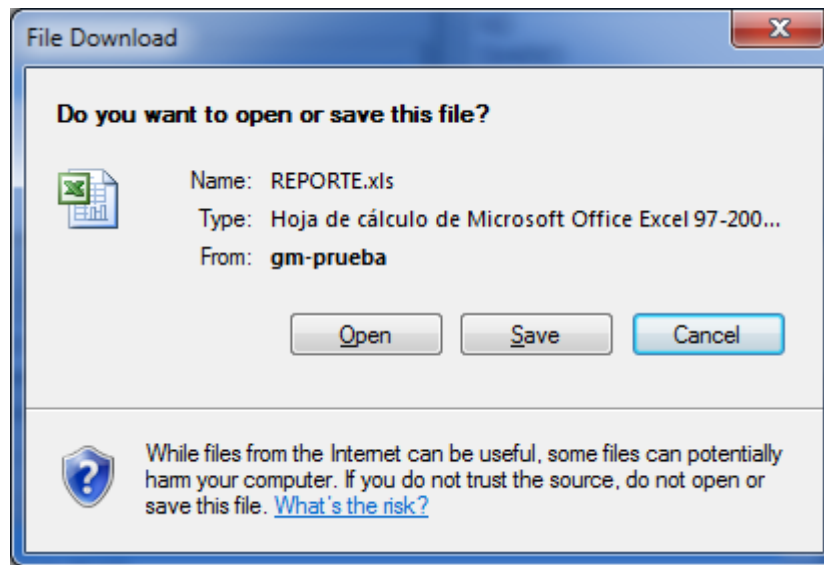 File Download
Do you want to open or save this file?
Name: REPORTE.xls
Type: Hoja de cálculo de Microsoft Office Excel 97-200...
From: gm-prueba
Open Save Cancel
While files from the Internet can be useful, some files can potentially
harm your computer. If you do not trust the source, do not open or
save this file. What's the risk?